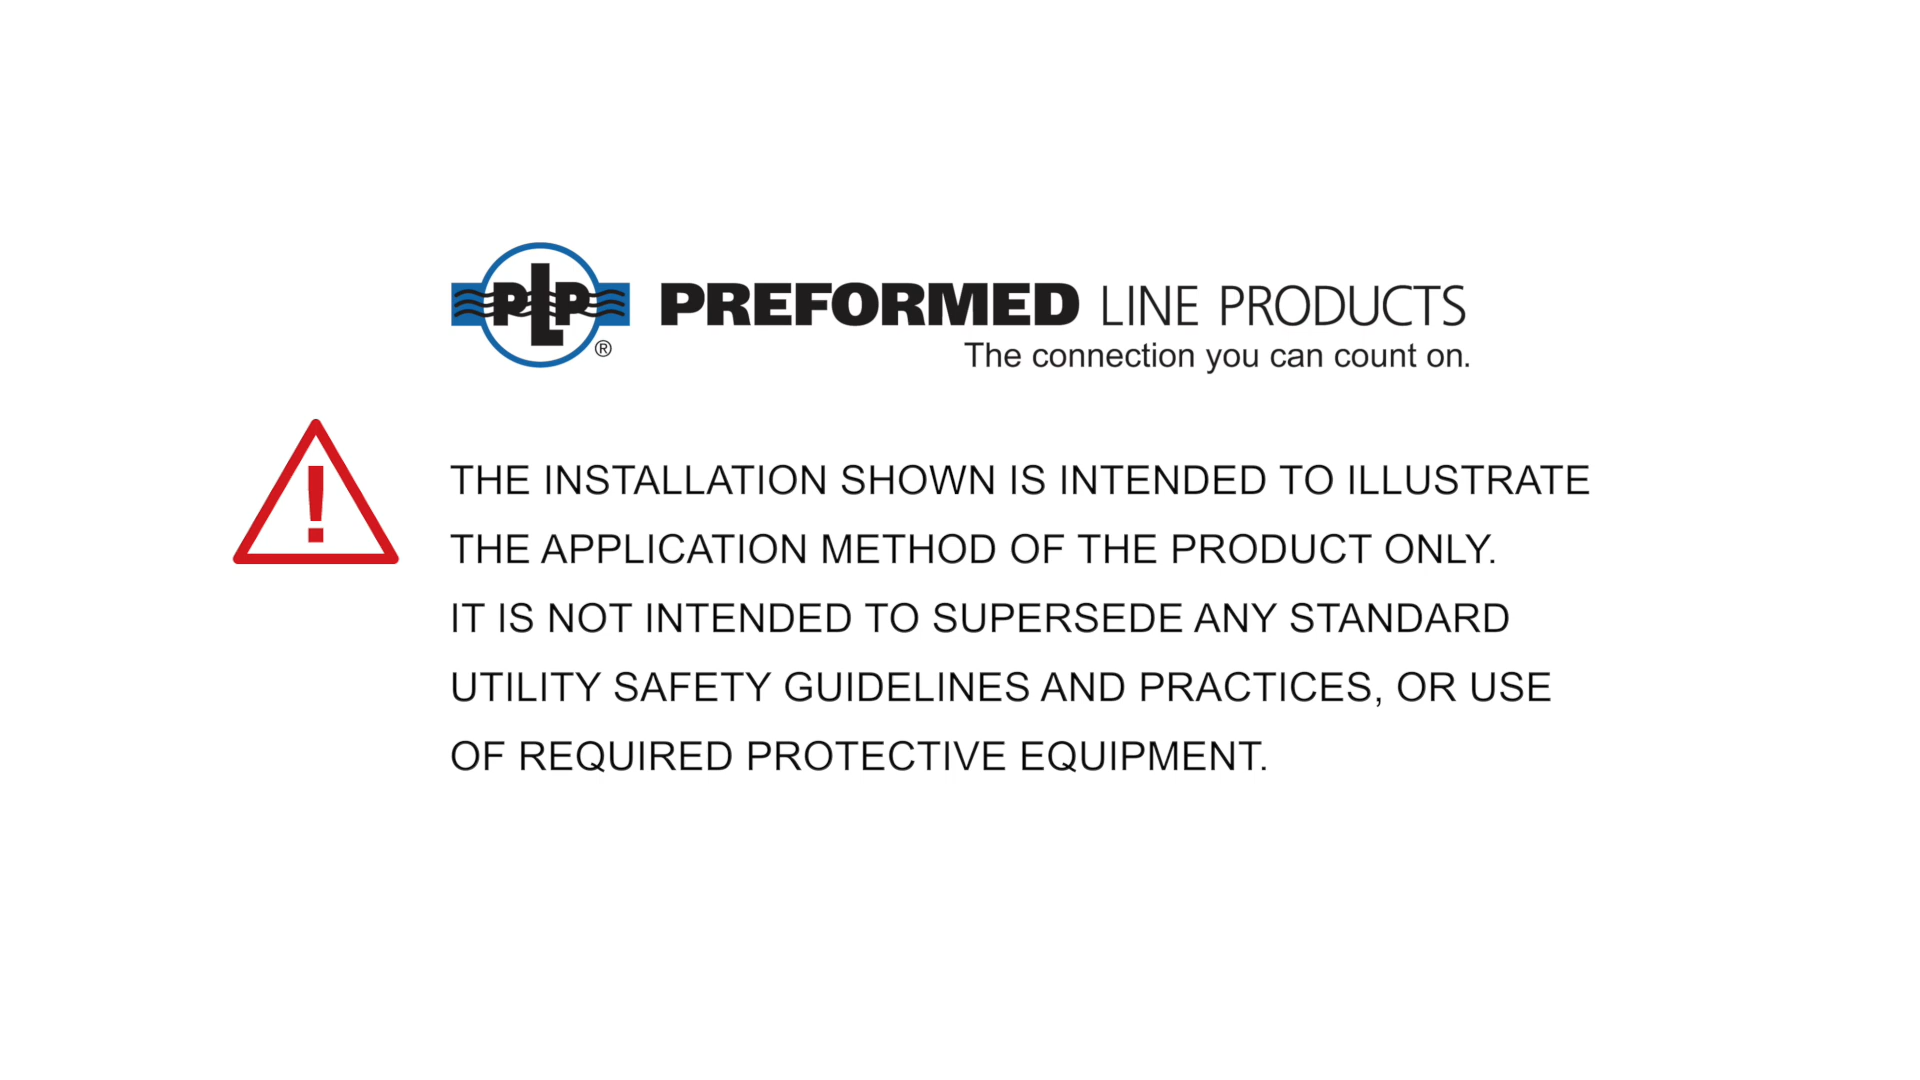 PLP®
PREFORMED LINE PRODUCTS
The connection you can count on.
!
THE INSTALLATION SHOWN IS INTENDED TO ILLUSTRATE
THE APPLICATION METHOD OF THE PRODUCT ONLY.
IT IS NOT INTENDED TO SUPERSEDE ANY STANDARD
UTILITY SAFETY GUIDELINES AND PRACTICES, OR USE
OF REQUIRED PROTECTIVE EQUIPMENT.